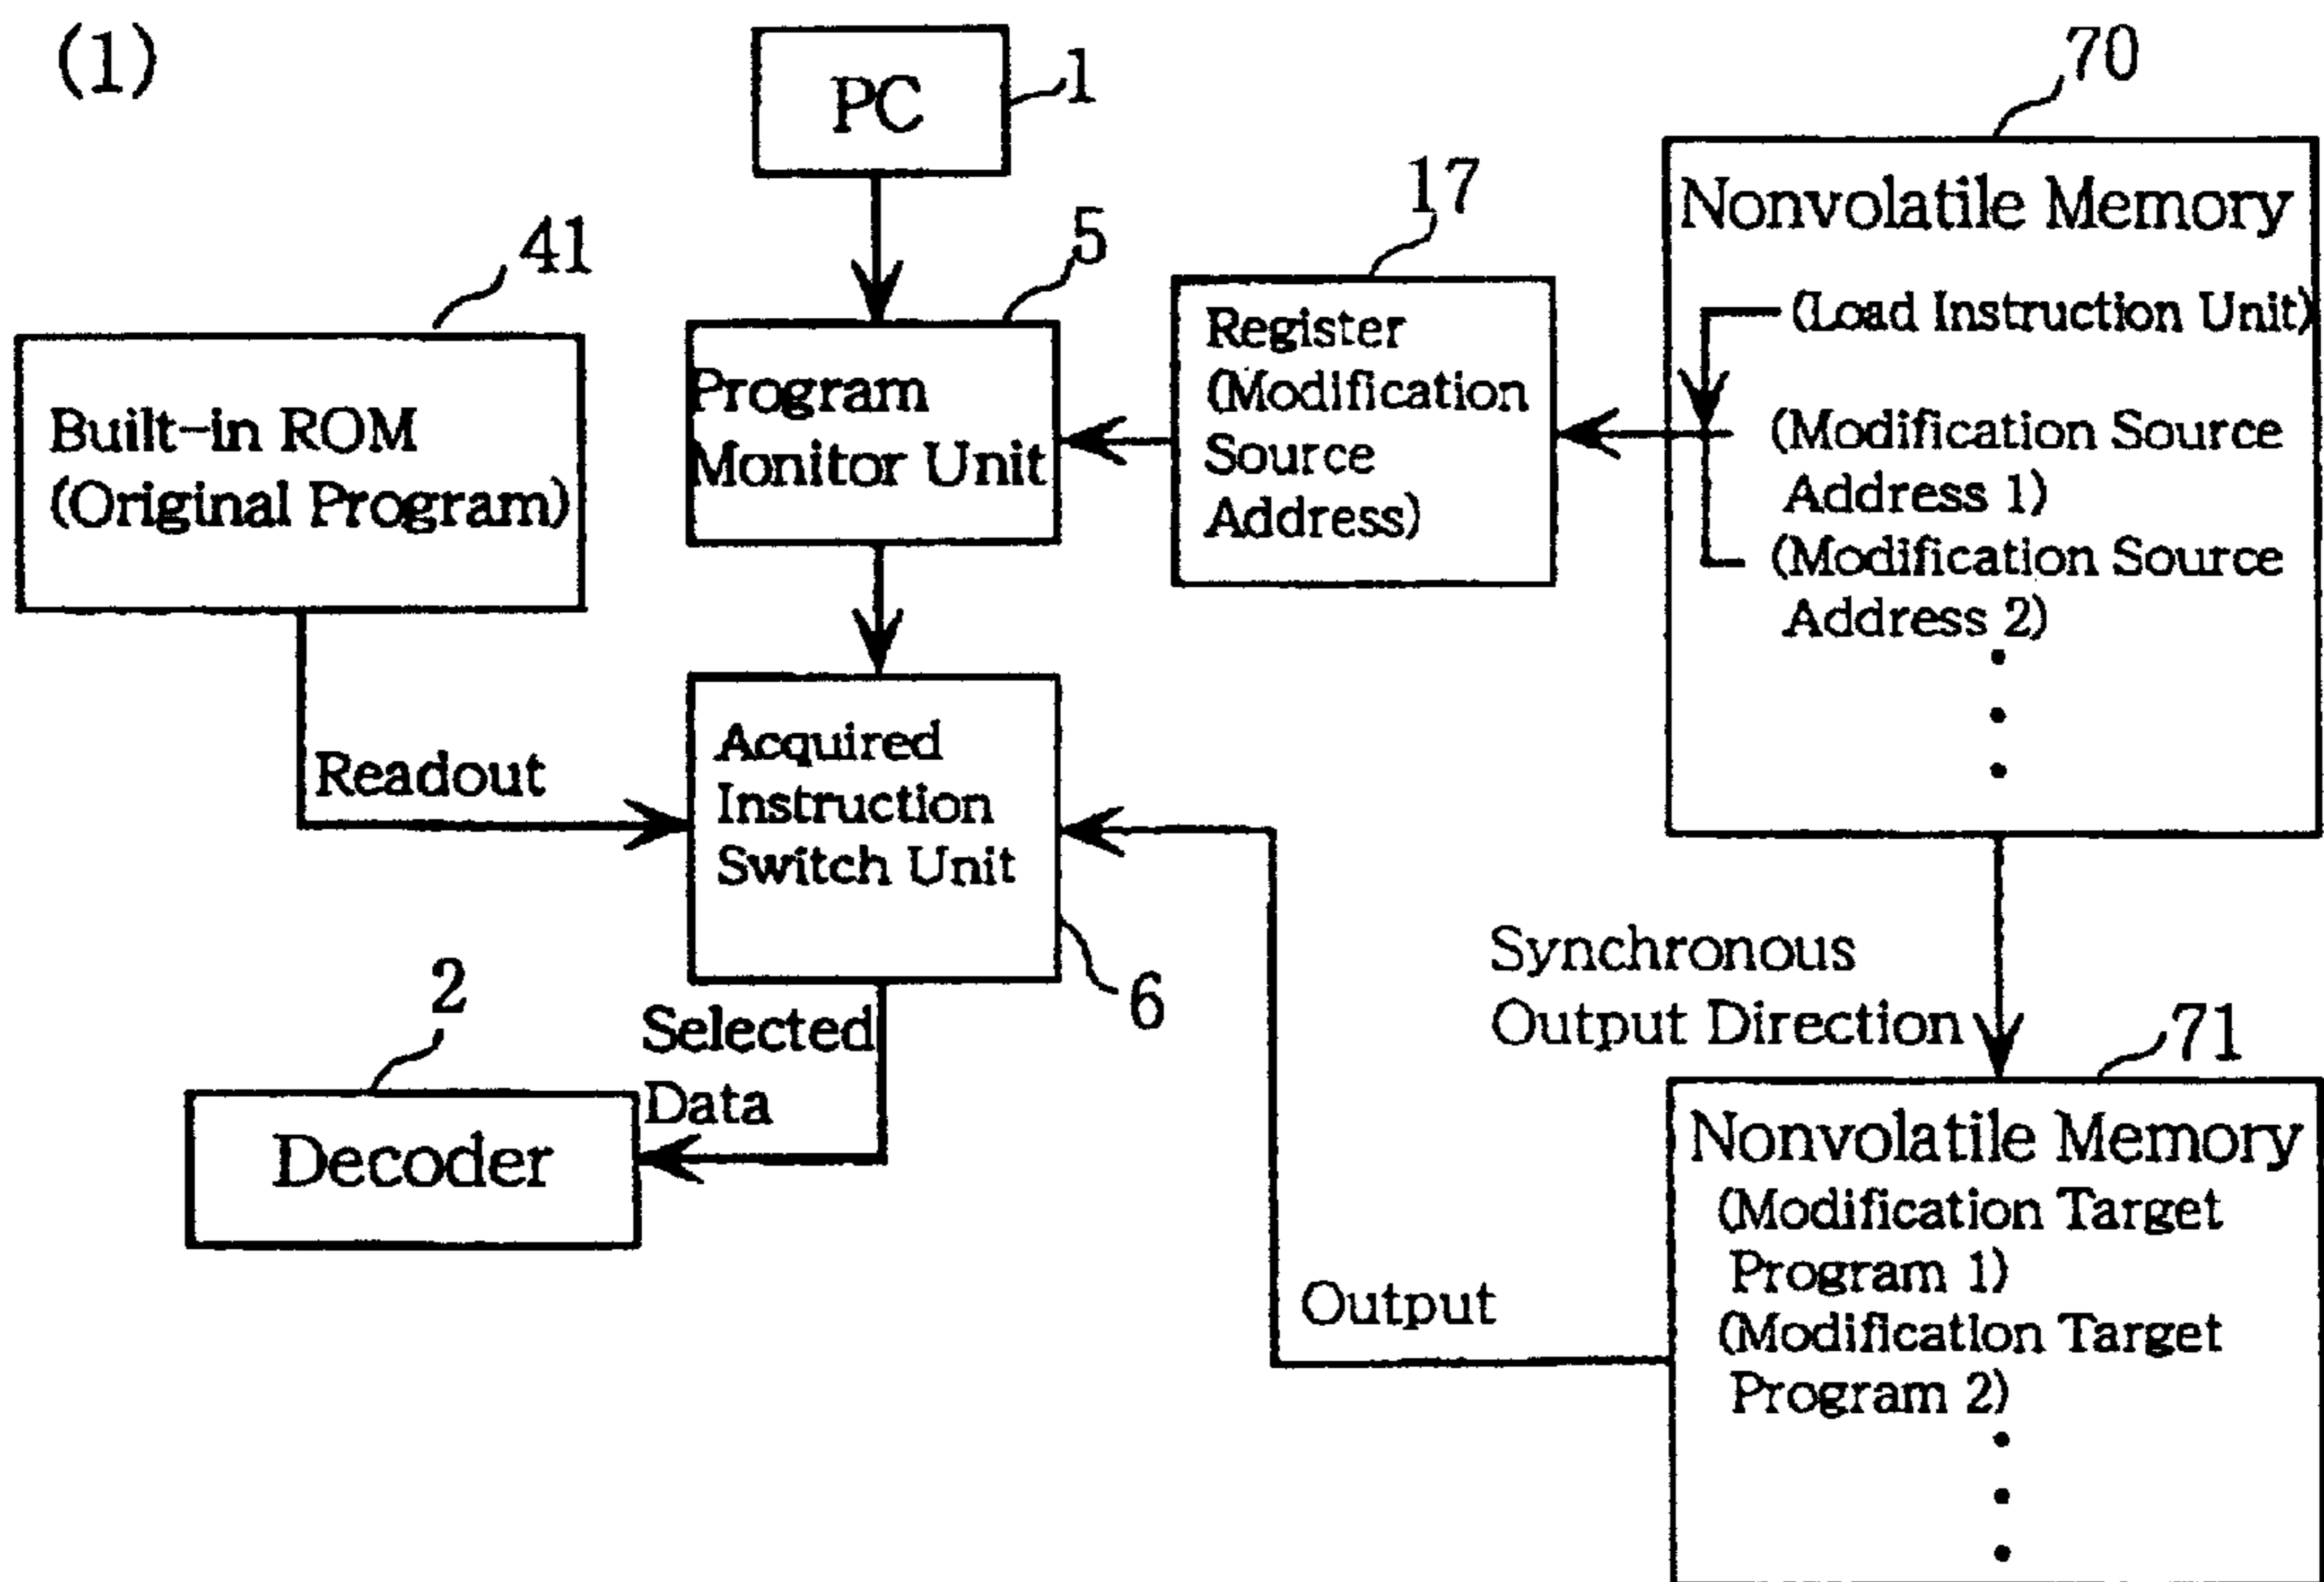 (1)
PC
1
70
Nonvolatile Memory
(Load Instruction Unit)
(Modification Source
Address 1)
(Modification Source
Address 2)
17
Register
(Modification
Source
Address)
5
Program
Monitor Unit
41
Built-in ROM
(Original Program)
Readout
Acquired
Instruction
Switch Unit
6
Selected
Data
2
Decoder
Synchronous
Output Direction
71
Nonvolatile Memory
(Modification Target
Program 1)
(Modification Target
Program 2)
Output